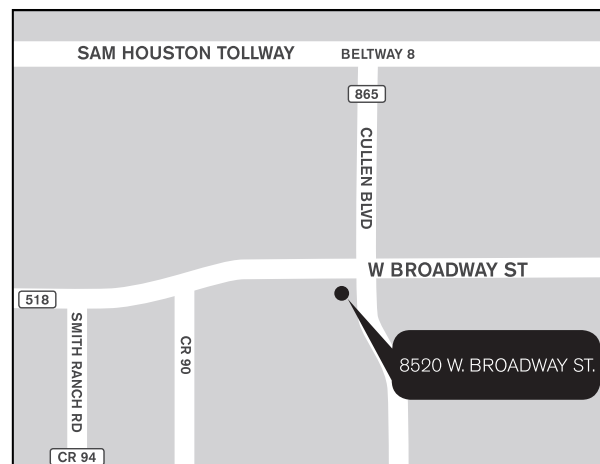 SAM HOUSTON TOLLWAY
BELTWAY 8
865
CULLEN BLVD
W BROADWAY ST
518
SMITH RANCH RD
CR 90
8520 W. BROADWAY ST.
CR 94